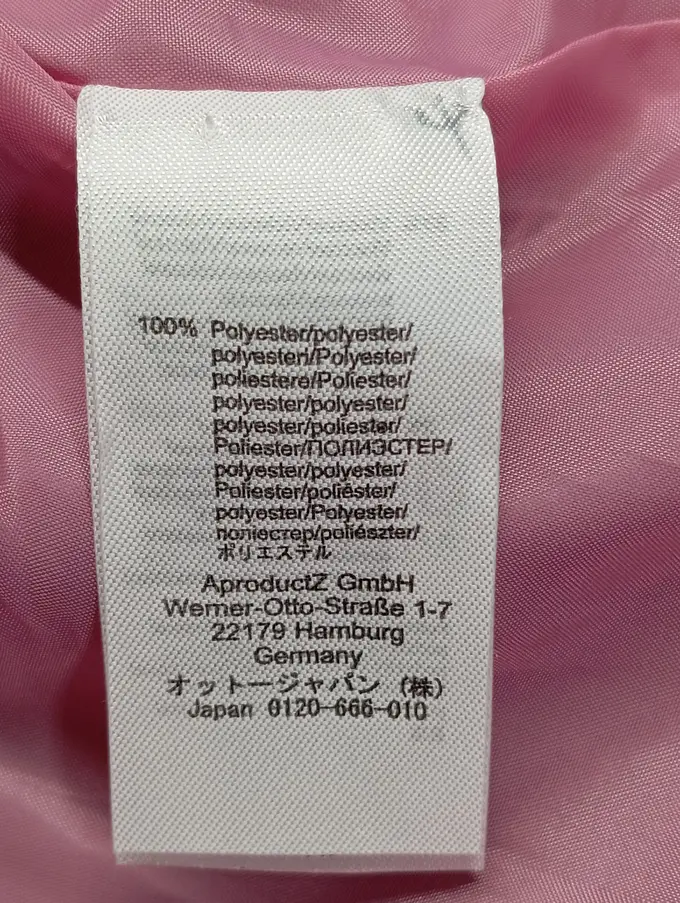 100% Polyester/polyester/
polyesteri/Polyester/
poliestere/Poliester/
polyester/polyester/
polyester/poliester/
Poliester/ПОЛИЭСТЕР/
polyester/polyester/
Poliester/poliéster/
polyester/Polyester/
поліестер/poliészter/
ポリエステル
AproductZ GmbH
Werner-Otto-Straße 1-7
22179 Hamburg
Germany
オットージャパン (株)
Japan 0120-666-010